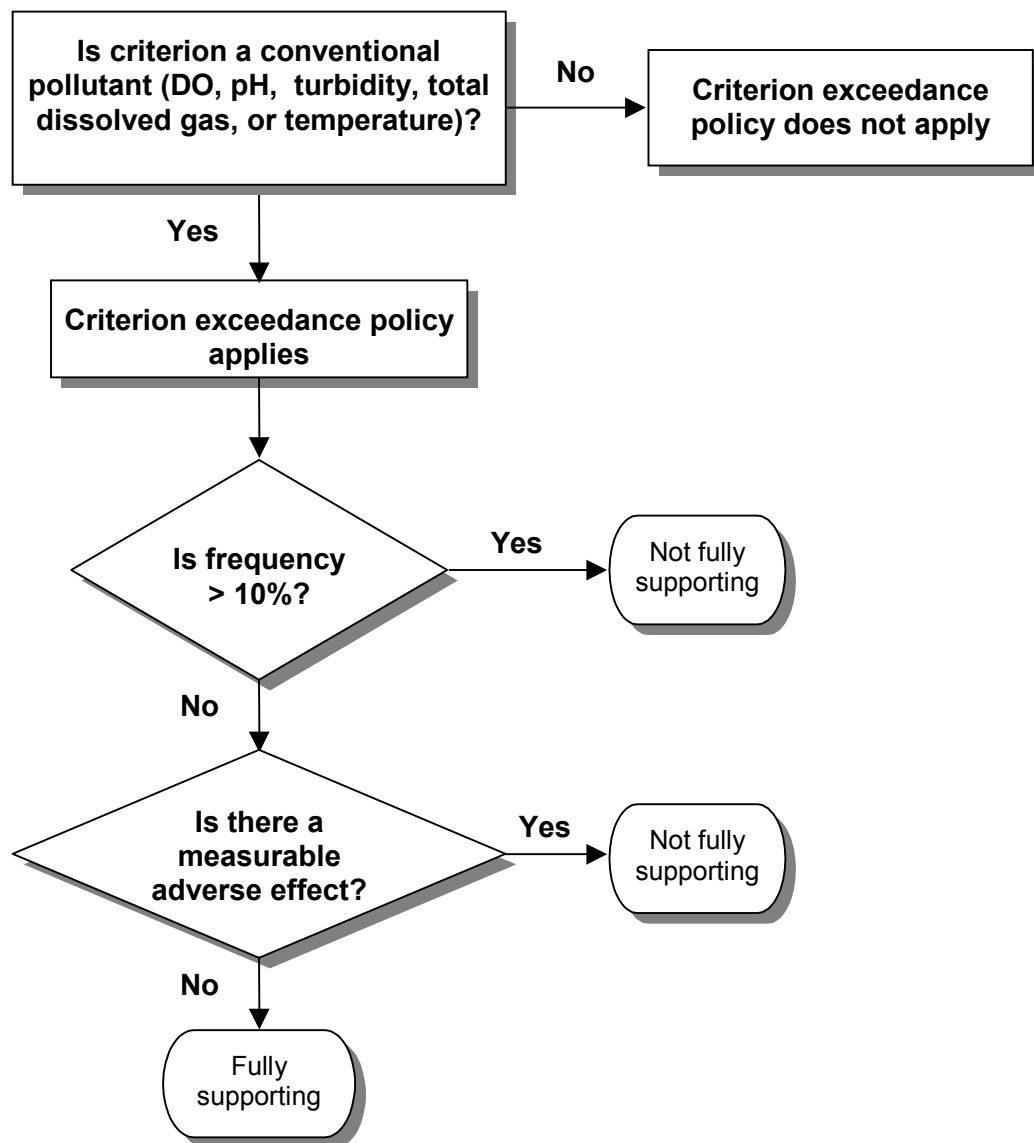 Is criterion a conventional
pollutant (DO, pH, turbidity, total
dissolved gas, or temperature)?
No
Criterion exceedance
policy does not apply
Yes
Criterion exceedance policy
applies
Is frequency
> 10%?
Yes
Not fully
supporting
No
Is there a
measurable
adverse effect?
Yes
Not fully
supporting
No
Fully
supporting